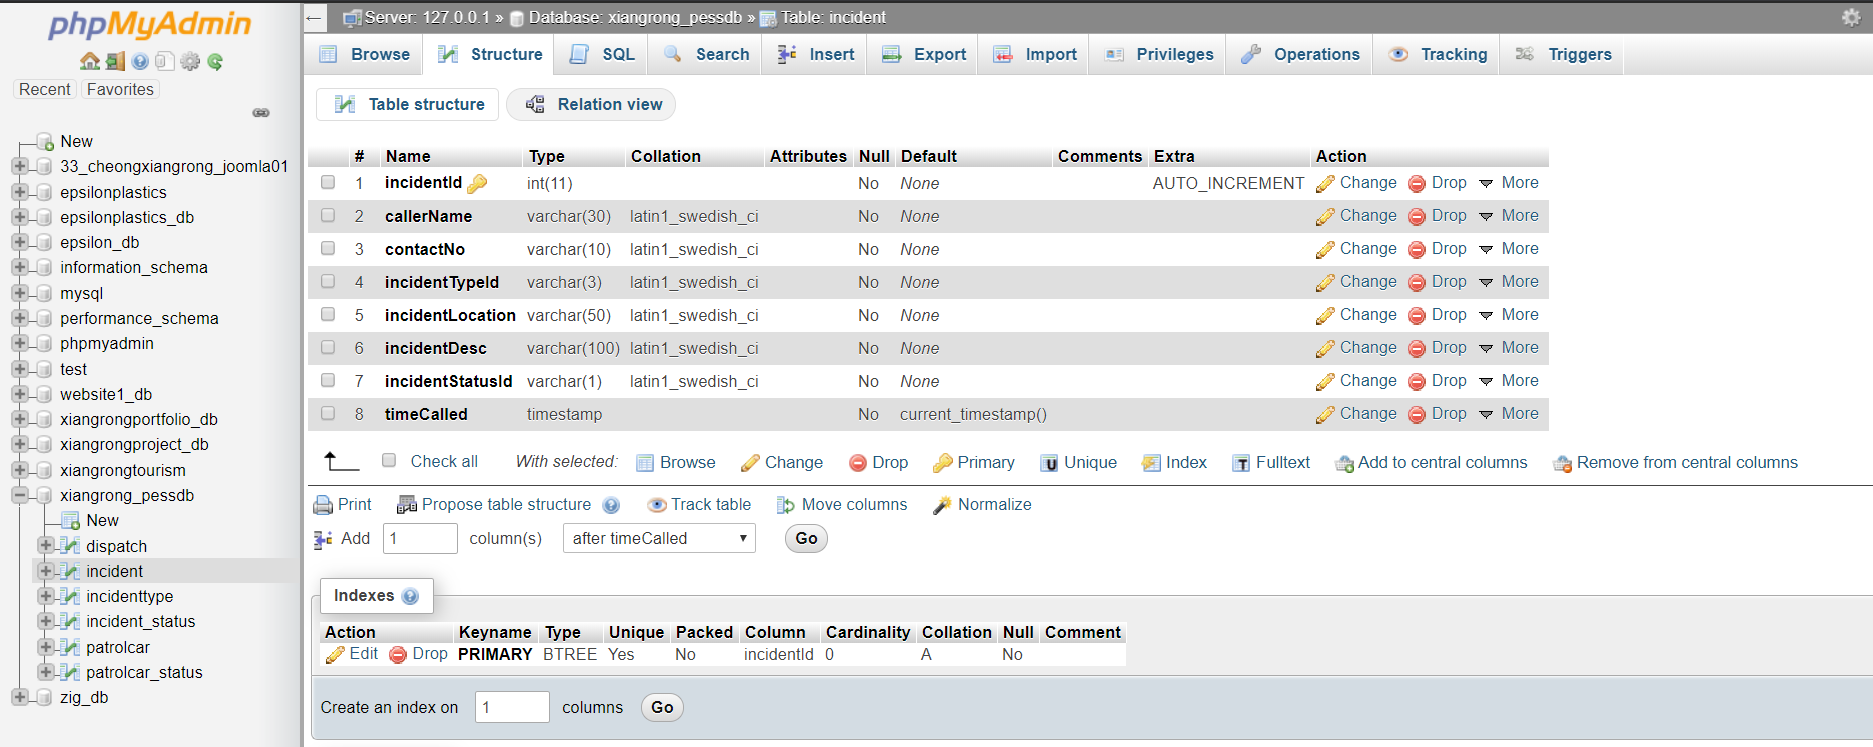 phpMyAdmin
Recent Favorites
New
33_cheongxiangrong_joomla01
epsilonplastics
epsilonplastics_db
epsilon_db
information_schema
mysql
performance_schema
phpmyadmin
test
website1_db
xiangrongportfolio_db
xiangrongproject_db
xiangrongtourism
xiangrong_pessdb
New
dispatch
incident
incidenttype
incident_status
patrolcar
patrolcar_status
zig_db
Server: 127.0.0.1 » Database: xiangrong_pessdb » Table: incident
Browse Structure SQL Search Insert Export Import Privileges Operations Tracking Triggers
Table structure Relation view
# Name Type Collation Attributes Null Default Comments Extra Action
1 incidentId int(11) No None AUTO_INCREMENT Change Drop More
2 callerName varchar(30) latin1_swedish_ci No None Change Drop More
3 contactNo varchar(10) latin1_swedish_ci No None Change Drop More
4 incidentTypeId varchar(3) latin1_swedish_ci No None Change Drop More
5 incidentLocation varchar(50) latin1_swedish_ci No None Change Drop More
6 incidentDesc varchar(100) latin1_swedish_ci No None Change Drop More
7 incidentStatusId varchar(1) latin1_swedish_ci No None Change Drop More
8 timeCalled timestamp No current_timestamp() Change Drop More
Check all With selected: Browse Change Drop Primary Unique Index Fulltext Add to central columns Remove from central columns
Print Propose table structure Track table Move columns Normalize
Add 1 column(s) after timeCalled Go
Indexes
Action Keyname Type Unique Packed Column Cardinality Collation Null Comment
Edit Drop PRIMARY BTREE Yes No incidentId 0 A No
Create an index on 1 columns Go